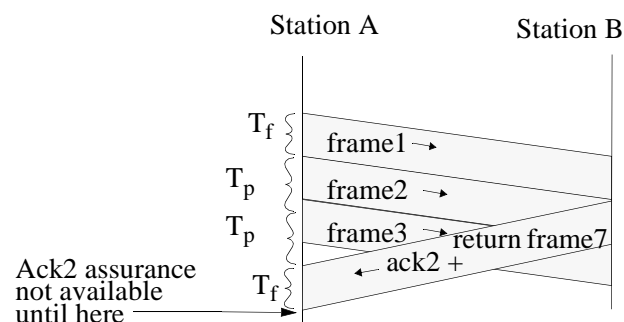 Station A
Station B
T_f
frame1
T_p
frame2
T_p
frame3
return frame7
ack2 +
T_f
Ack2 assurance
not available
until here